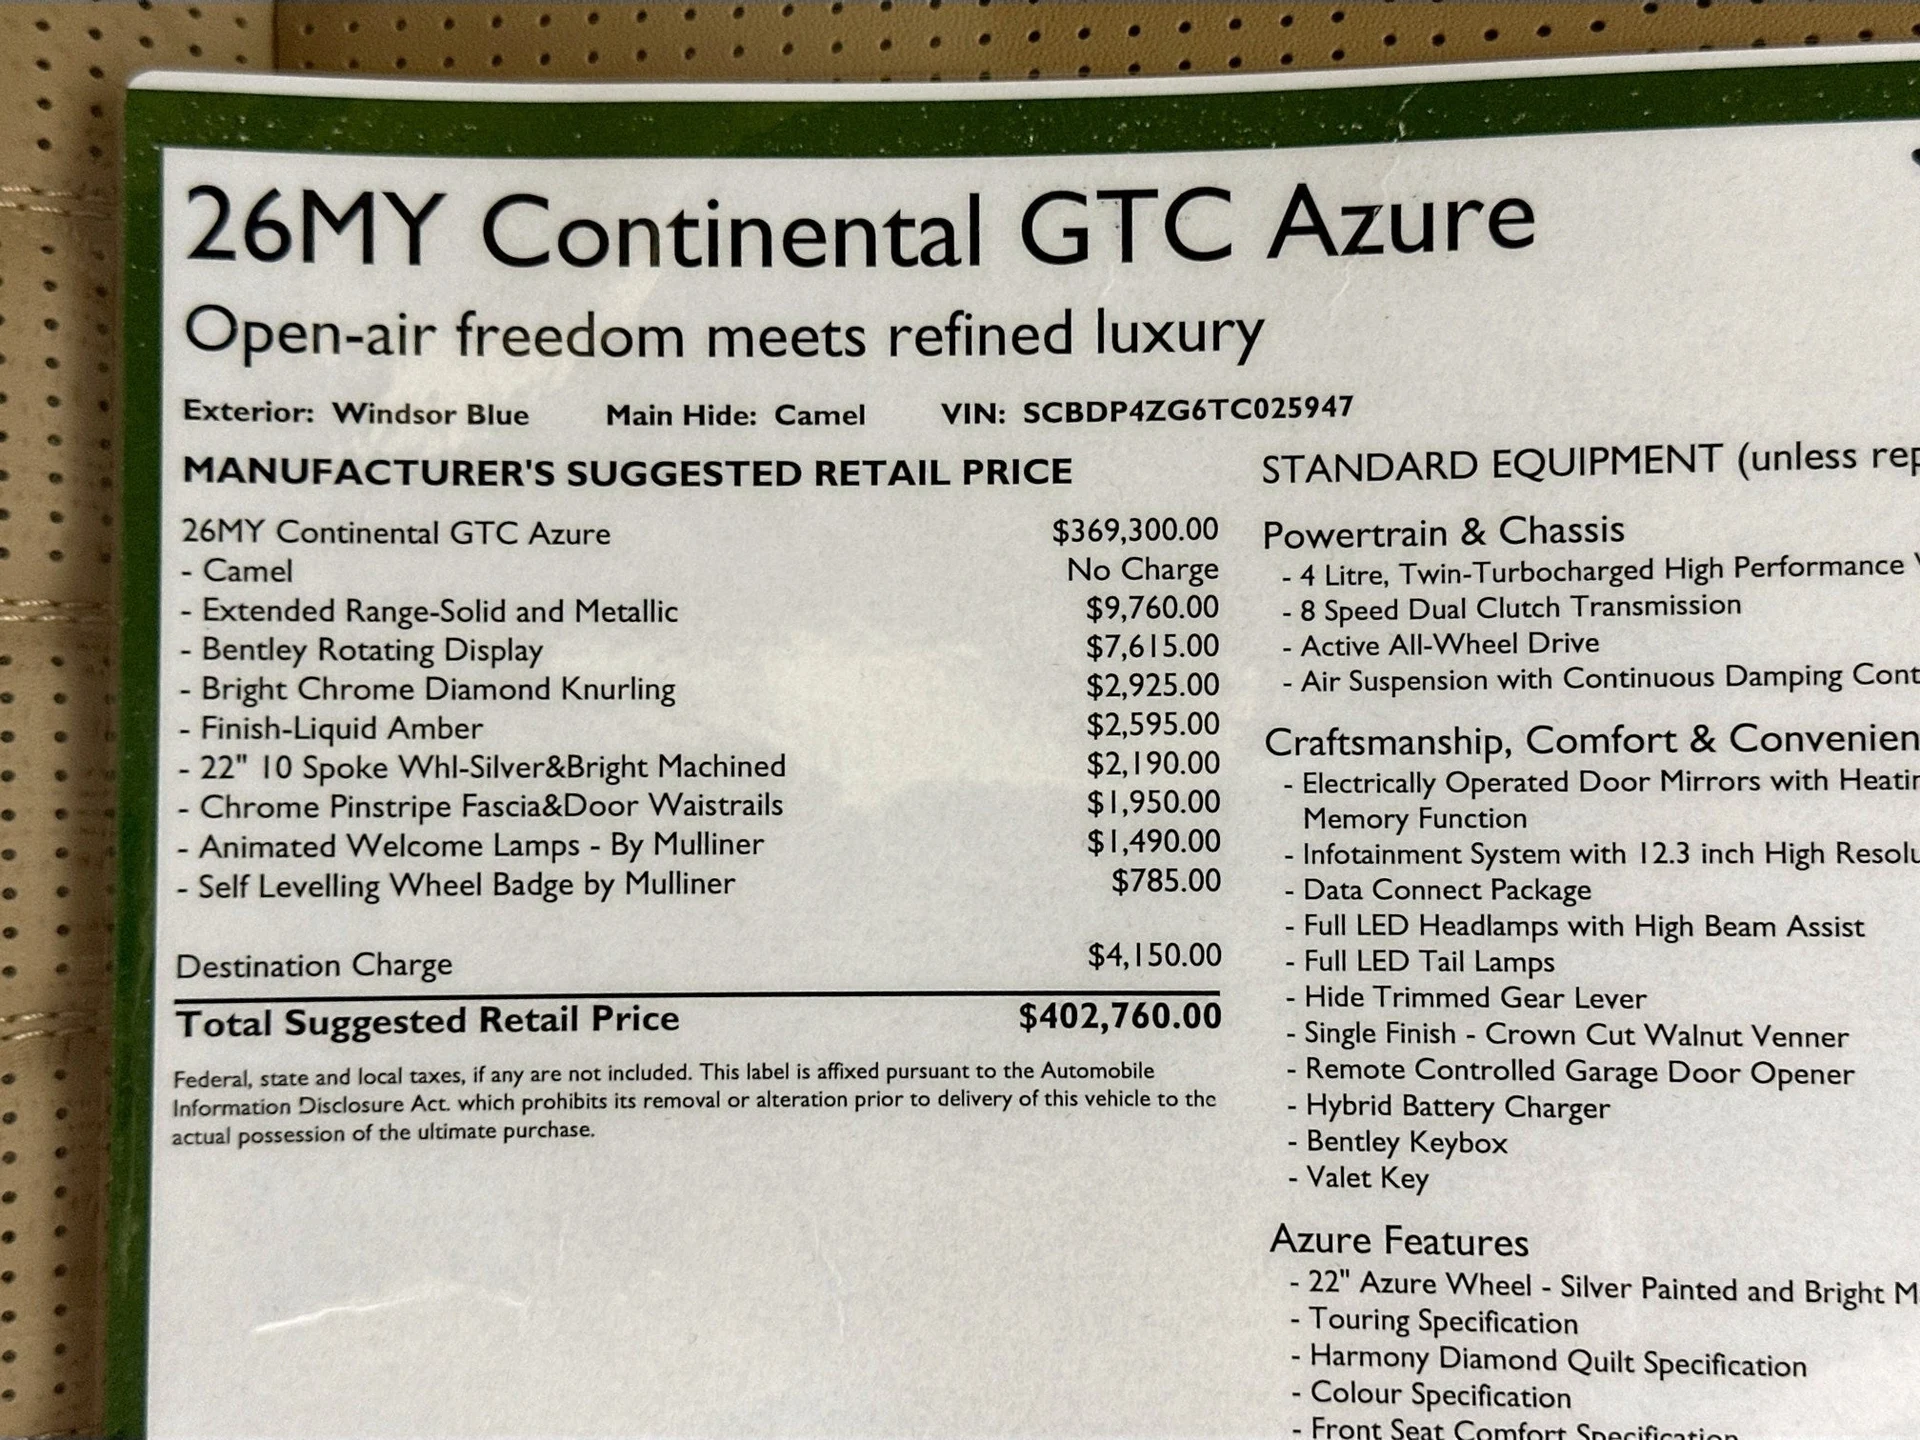 26MY Continental GTC Azure
Open-air freedom meets refined luxury
Exterior: Windsor Blue Main Hide: Camel VIN: SCBDP4ZG6TC025947
MANUFACTURER'S SUGGESTED RETAIL PRICE
26MY Continental GTC Azure $369,300.00
- Camel No Charge
- Extended Range-Solid and Metallic $9,760.00
- Bentley Rotating Display $7,615.00
- Bright Chrome Diamond Knurling $2,925.00
- Finish-Liquid Amber $2,595.00
- 22" 10 Spoke Whl-Silver&Bright Machined $2,190.00
- Chrome Pinstripe Fascia&Door Waistrails $1,950.00
- Animated Welcome Lamps - By Mulliner $1,490.00
- Self Levelling Wheel Badge by Mulliner $785.00
Destination Charge $4,150.00
Total Suggested Retail Price $402,760.00
Federal, state and local taxes, if any are not included. This label is affixed pursuant to the Automobile
Information Disclosure Act. which prohibits its removal or alteration prior to delivery of this vehicle to the
actual possession of the ultimate purchase.
STANDARD EQUIPMENT (unless
Powertrain & Chassis
- 4 Litre, Twin-Turbocharged High Performance
- 8 Speed Dual Clutch Transmission
- Active All-Wheel Drive
- Air Suspension with Continuous Damping
Craftsmanship, Comfort &
- Electrically Operated Door Mirrors with
Memory Function
- Infotainment System with 12.3 inch High
- Data Connect Package
- Full LED Headlamps with High Beam Assist
- Full LED Tail Lamps
- Hide Trimmed Gear Lever
- Single Finish - Crown Cut Walnut Venner
- Remote Controlled Garage Door Opener
- Hybrid Battery Charger
- Bentley Keybox
- Valet Key
Azure Features
- 22" Azure Wheel - Silver Painted and Bright
- Touring Specification
- Harmony Diamond Quilt Specification
- Colour Specification
- Front Seat Comfort Specification